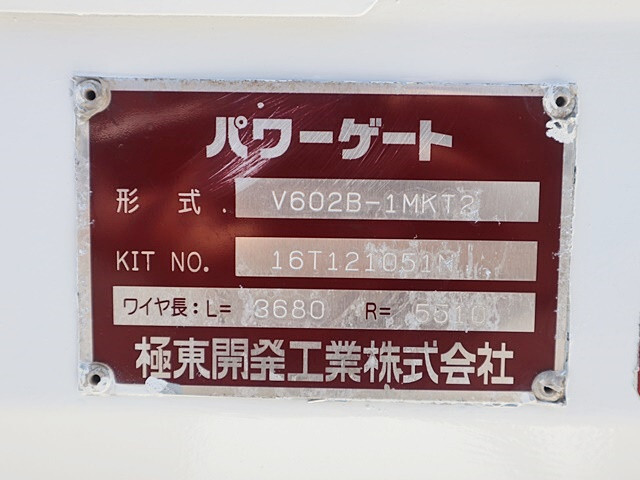 パワーゲート
形 式. V602B-1MKT2
KIT NO. 16T121051M
ワイヤ長:L= 3680 R= 5510
極東開発工業株式会社